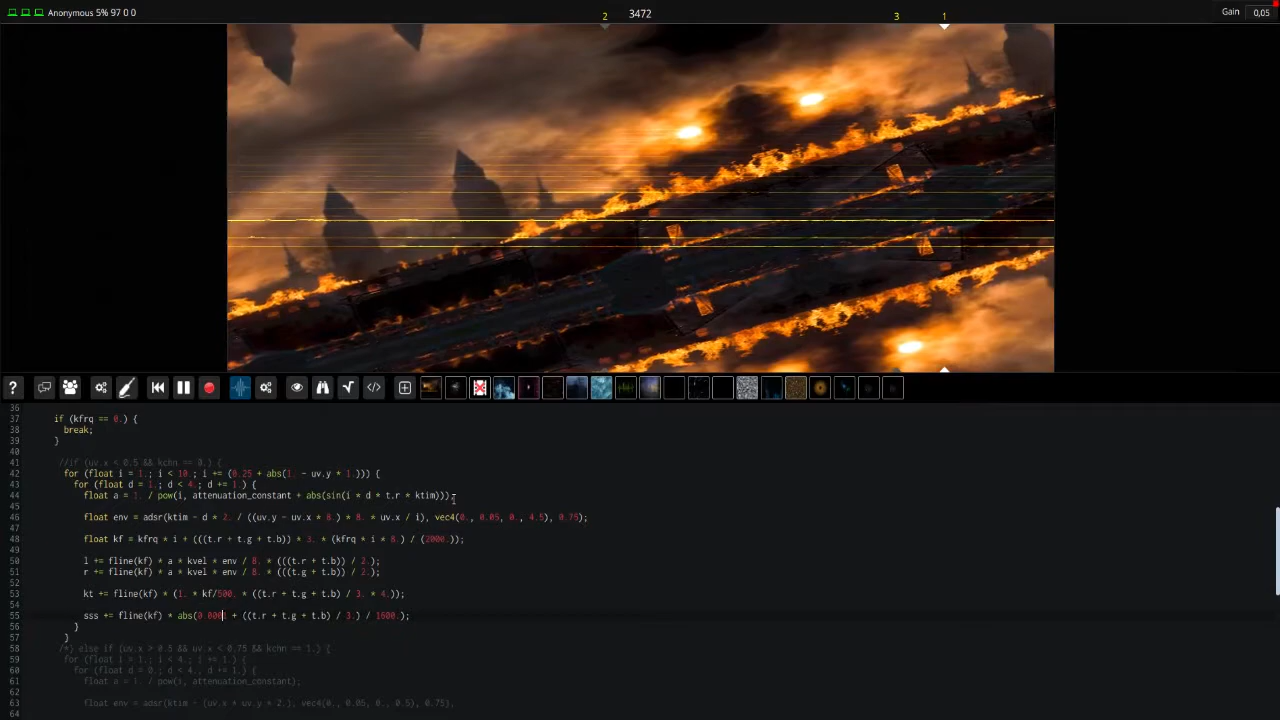 Anonymous 5% 97 0 0
2
3472
3
1
Gain
0,05
36
37 if (kfrq == 0.) {
38 break;
39 }
40
41 //if (uv.x < 0.5 && kchn == 0.) {
42 for (float i = 1.; i < 10.; i += (0.25 + abs(1. - uv.y * 1.))) {
43 for (float d = 1.; d < 4.; d += 1.) {
44 float a = 1. / pow(i, attenuation_constant + abs(sin(i * d * t.r * ktim)));
45
46 float env = adsr(ktim - d * 2. / ((uv.y - uv.x * 8.) * 8. * uv.x / i), vec4(0., 0.05, 0., 4.5), 0.75);
47
48 float kf = kfrq * i + (((t.r + t.g + t.b)) * 3. * (kfrq * i * 8.) / (2000.));
49
50 l += fline(kf) * a * kvel * env / 8. * (((t.r + t.b)) / 2.);
51 r += fline(kf) * a * kvel * env / 8. * (((t.g + t.b)) / 2.);
52
53 kt += fline(kf) * (1. * kf/500. * ((t.r + t.g + t.b) / 3. * 4.));
54
55 sss += fline(kf) * abs(0.0001 + ((t.r + t.g + t.b) / 3.) / 1600.);
56 }
57 }
58 /*} else if (uv.x > 0.5 && uv.x < 0.75 && kchn == 1.) {
59 for (float i = 1.; i < 4.; i += 1.) {
60 for (float d = 0.; d < 4., d += 1.) {
61 float a = 1. / pow(i, attenuation_constant);
62
63 float env = adsr(ktim - (uv.x * uv.y * 2.), vec4(0., 0.05, 0., 0.5), 0.75),
64